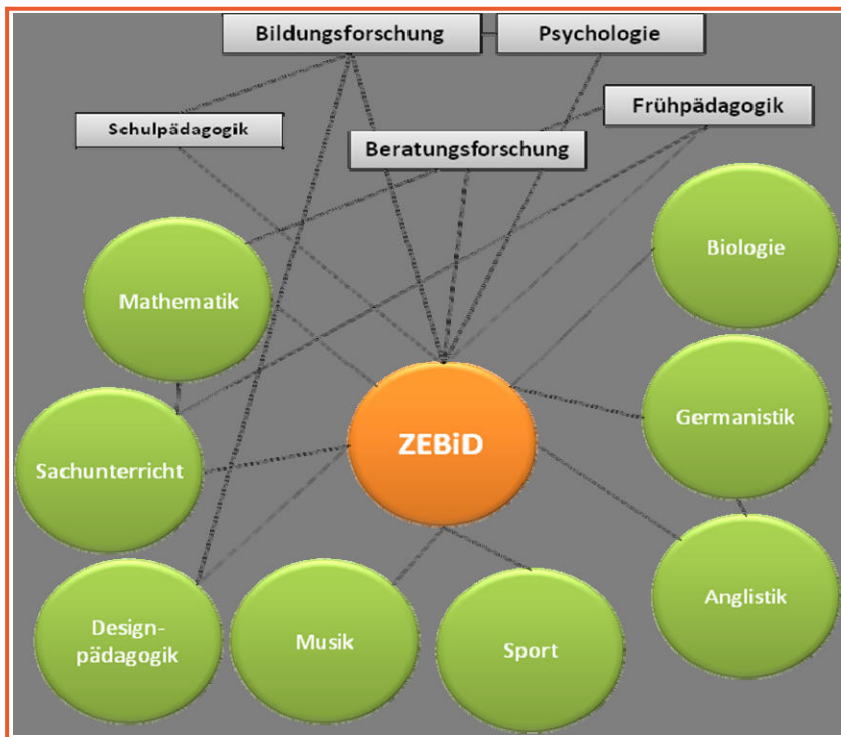 Bildungsforschung
Psychologie
Frühpädagogik
Schulpädagogik
Beratungsforschung
Biologie
Mathematik
Germanistik
ZEBiD
Sachunterricht
Anglistik
Design-
pädagogik
Musik
Sport